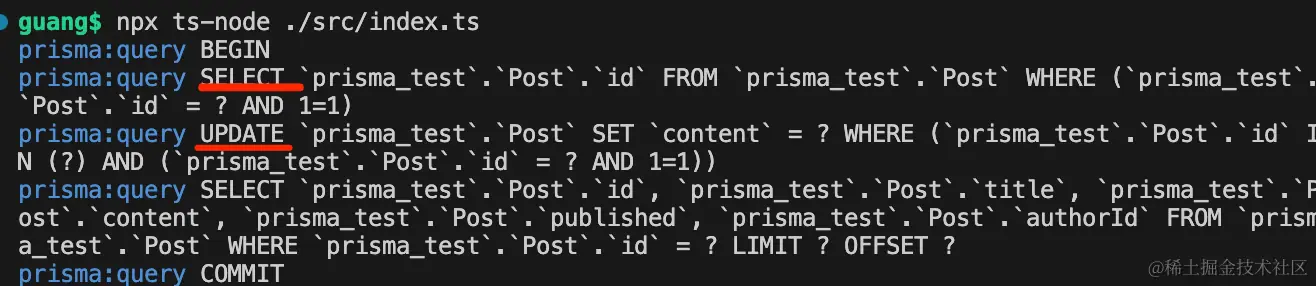 guang$ npx ts-node ./src/index.ts
prisma:query BEGIN
prisma:query SELECT `prisma_test`.`Post`.`id` FROM `prisma_test`.`Post` WHERE (`prisma_test`.
`Post`.`id` = ? AND 1=1)
prisma:query UPDATE `prisma_test`.`Post` SET `content` = ? WHERE (`prisma_test`.`Post`.`id` I
N (?) AND (`prisma_test`.`Post`.`id` = ? AND 1=1))
prisma:query SELECT `prisma_test`.`Post`.`id`, `prisma_test`.`Post`.`title`, `prisma_test`.`P
ost`.`content`, `prisma_test`.`Post`.`published`, `prisma_test`.`Post`.`authorId` FROM `prism
a_test`.`Post` WHERE `prisma_test`.`Post`.`id` = ? LIMIT ? OFFSET ?
prisma:query COMMIT
@稀土掘金技术社区